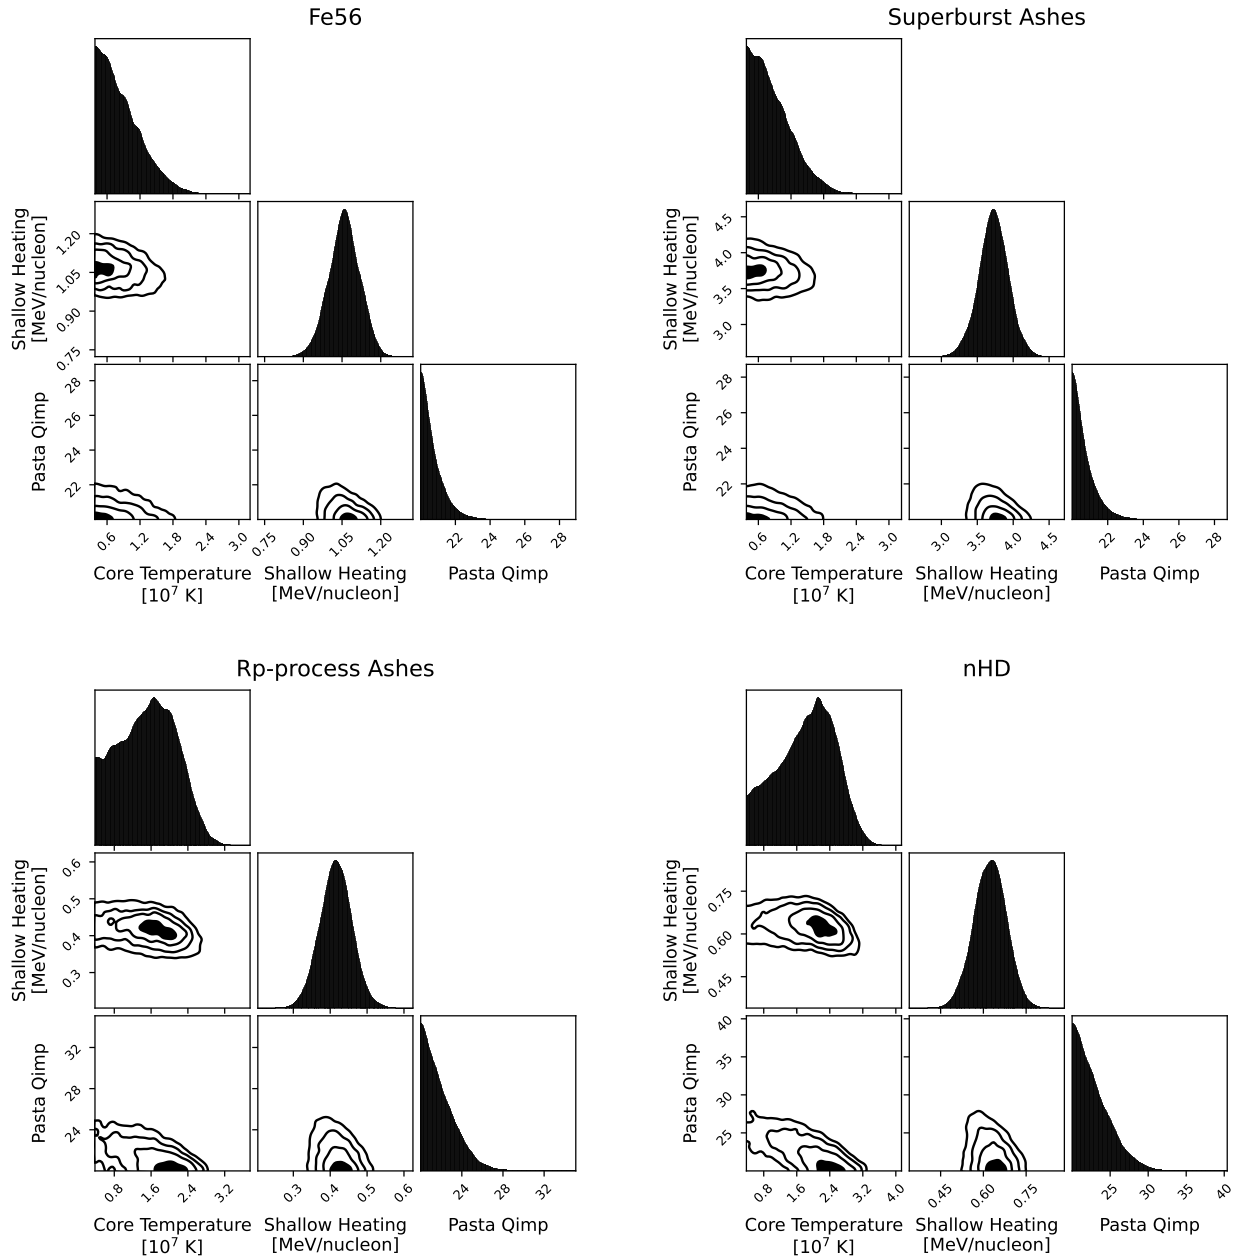 Fe56
Shallow Heating
[MeV/nucleon]
1.20
1.05
0.90
0.75
Pasta Qimp
28
26
24
22
0.6 1.2 1.8 2.4 3.0
0.75 0.90 1.05 1.20
22 24 26 28
Core Temperature
[10⁷ K]
Shallow Heating
[MeV/nucleon]
Pasta Qimp
Superburst Ashes
Shallow Heating
[MeV/nucleon]
4.5
4.0
3.5
3.0
Pasta Qimp
28
26
24
22
0.6 1.2 1.8 2.4 3.0
3.0 3.5 4.0 4.5
22 24 26 28
Core Temperature
[10⁷ K]
Shallow Heating
[MeV/nucleon]
Pasta Qimp
Rp-process Ashes
Shallow Heating
[MeV/nucleon]
0.6
0.5
0.4
0.3
Pasta Qimp
32
28
24
0.8 1.6 2.4 3.2
0.3 0.4 0.5 0.6
24 28 32
Core Temperature
[10⁷ K]
Shallow Heating
[MeV/nucleon]
Pasta Qimp
nHD
Shallow Heating
[MeV/nucleon]
0.75
0.60
0.45
Pasta Qimp
40
35
30
25
0.8 1.6 2.4 3.2 4.0
0.45 0.60 0.75
25 30 35 40
Core Temperature
[10⁷ K]
Shallow Heating
[MeV/nucleon]
Pasta Qimp